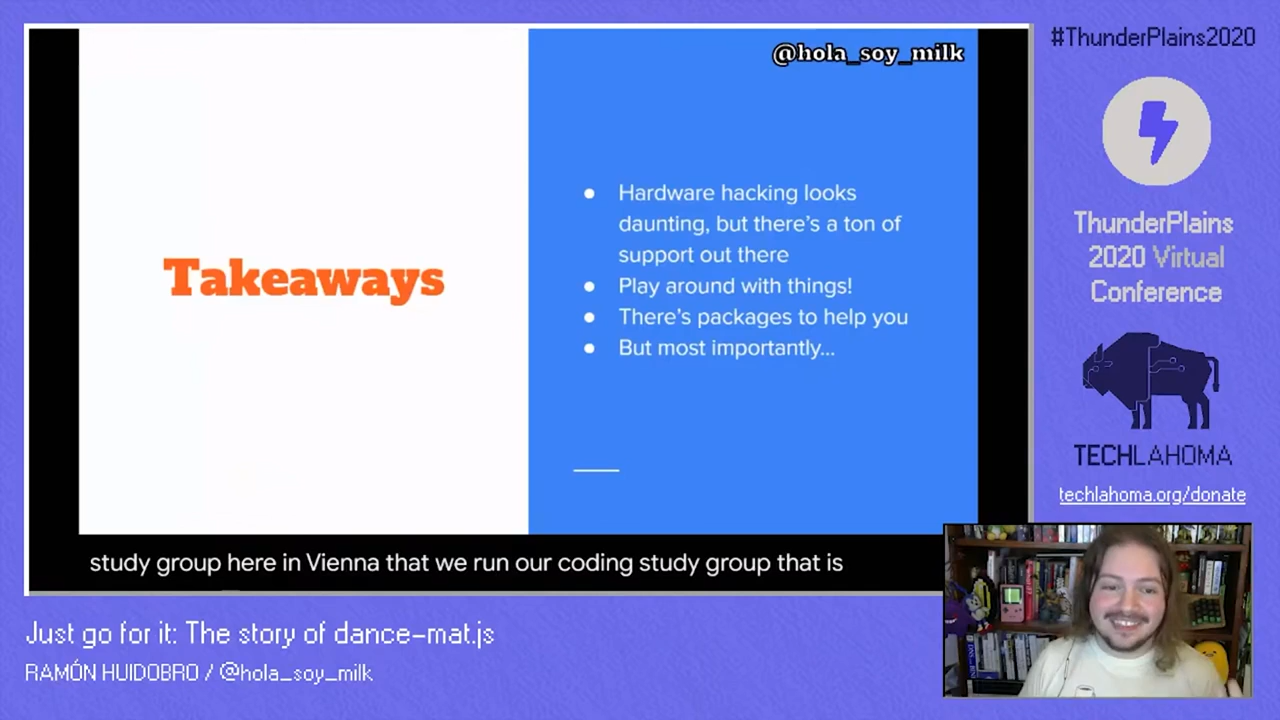 @hola_soy_milk
#ThunderPlains2020
Takeaways
● Hardware hacking looks
daunting, but there's a ton of
support out there
● Play around with things!
● There's packages to help you
● But most importantly...
ThunderPlains
2020 Virtual
Conference
TECHLAHOMA
techlahoma.org/donate
study group here in Vienna that we run our coding study group that is
Just go for it: The story of dance-mat.js
RAMÓN HUIDOBRO / @hola_soy_milk